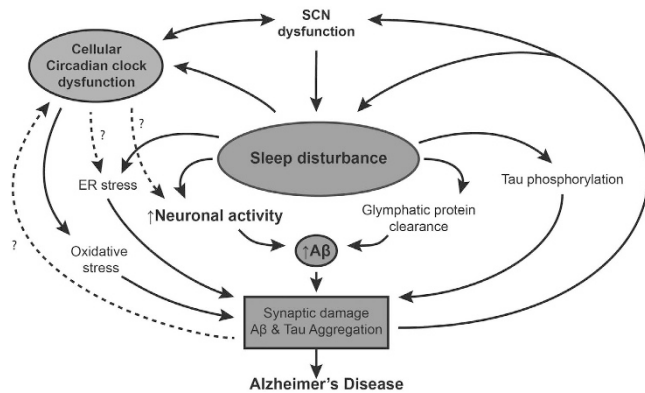 SCN
dysfunction
Cellular
Circadian clock
dysfunction
?
?
Sleep disturbance
ER stress
Tau phosphorylation
↑Neuronal activity
Glymphatic protein
clearance
?
Oxidative
stress
↑Aβ
Synaptic damage
Aβ & Tau Aggregation
Alzheimer's Disease